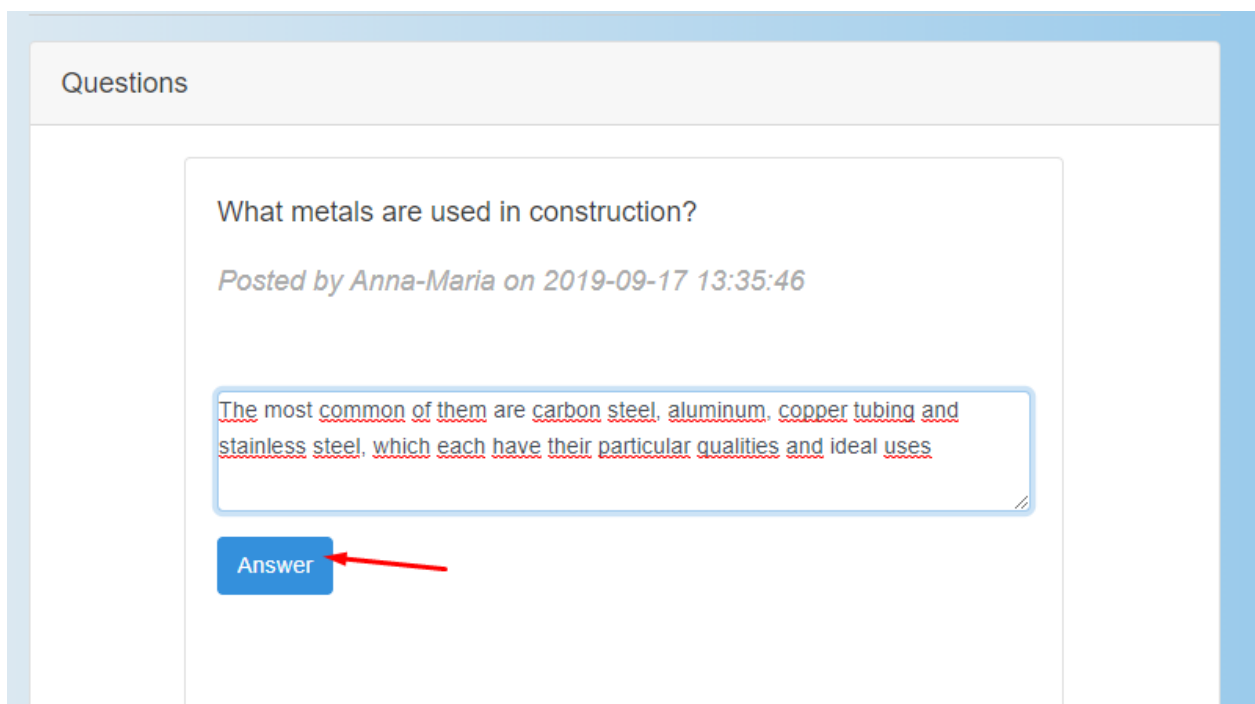 Questions
What metals are used in construction?
Posted by Anna-Maria on 2019-09-17 13:35:46
The most common of them are carbon steel, aluminum, copper tubing and
stainless steel, which each have their particular qualities and ideal uses
Answer